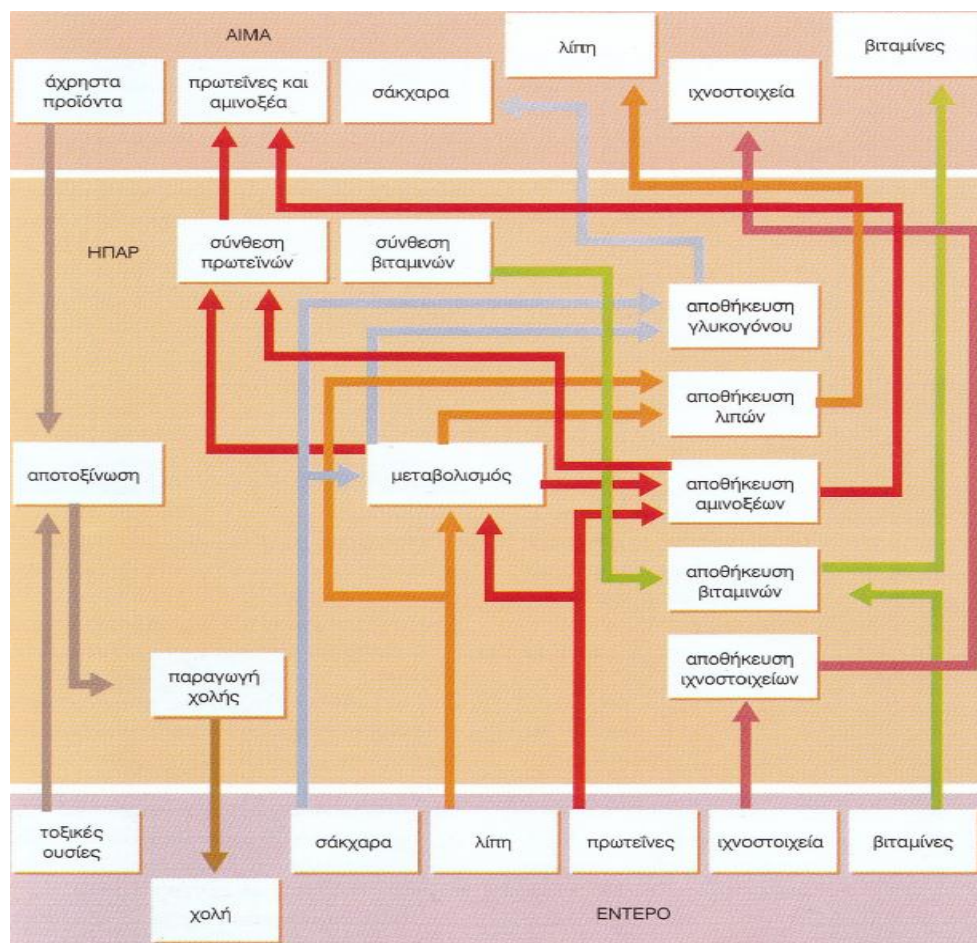 ΑΙΜΑ
λίπη
βιταμίνες
άχρηστα
προϊόντα
πρωτεΐνες και
αμινοξέα
σάκχαρα
ιχνοστοιχεία
ΗΠΑΡ
σύνθεση
πρωτεϊνών
σύνθεση
βιταμινών
αποθήκευση
γλυκογόνου
αποθήκευση
λιπών
αποτοξίνωση
μεταβολισμός
αποθήκευση
αμινοξέων
αποθήκευση
βιταμινών
παραγωγή
χολής
αποθήκευση
ιχνοστοιχείων
τοξικές
ουσίες
σάκχαρα
λίπη
πρωτεΐνες
ιχνοστοιχεία
βιταμίνες
χολή
ΕΝΤΕΡΟ